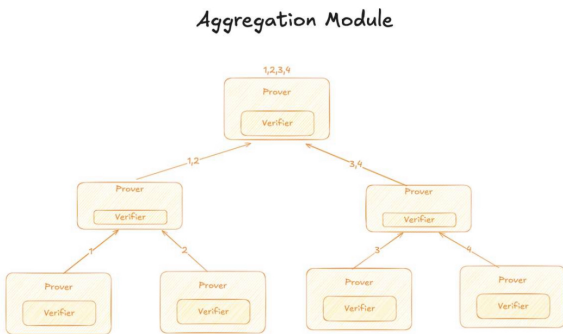 Aggregation Module
1,2,3,4
Prover
Verifier
1,2
3,4
Prover
Verifier
Prover
Verifier
1
2
3
4
Prover
Verifier
Prover
Verifier
Prover
Verifier
Prover
Verifier